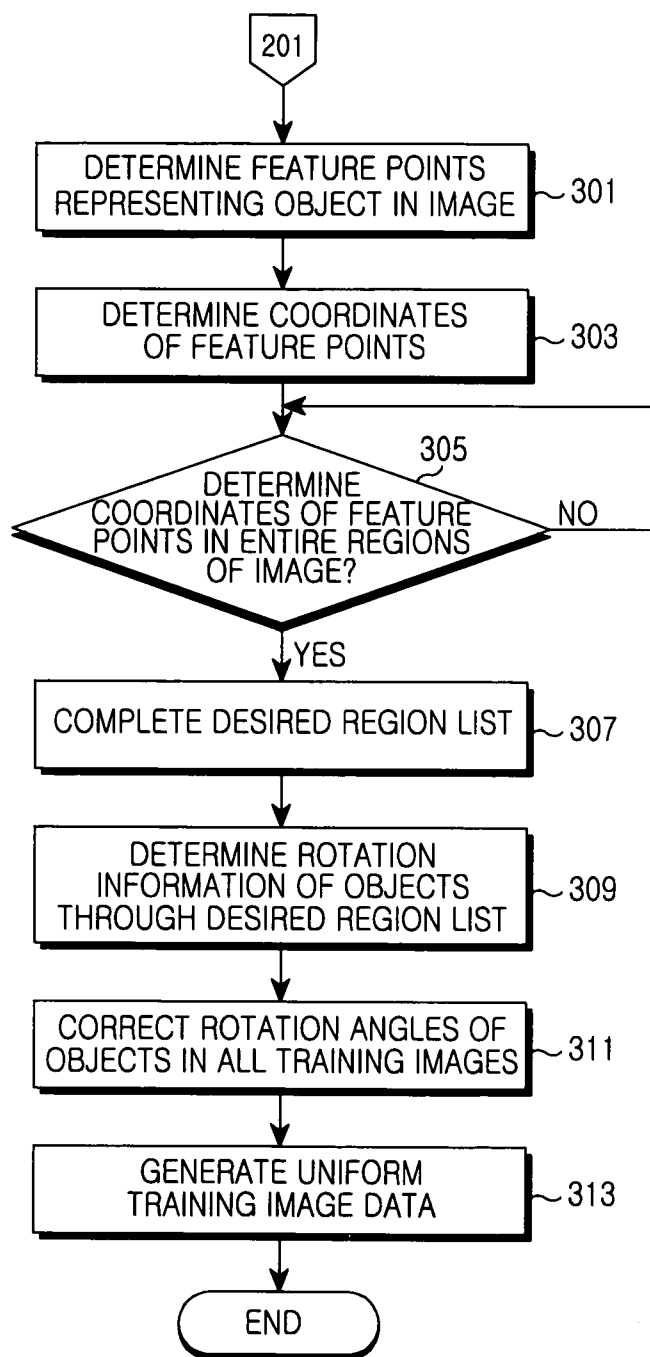 201
DETERMINE FEATURE POINTS
REPRESENTING OBJECT IN IMAGE
301
DETERMINE COORDINATES
OF FEATURE POINTS
303
305
DETERMINE
COORDINATES OF FEATURE
POINTS IN ENTIRE REGIONS
OF IMAGE?
NO
YES
COMPLETE DESIRED REGION LIST
307
DETERMINE ROTATION
INFORMATION OF OBJECTS
THROUGH DESIRED REGION LIST
309
CORRECT ROTATION ANGLES OF
OBJECTS IN ALL TRAINING IMAGES
311
GENERATE UNIFORM
TRAINING IMAGE DATA
313
END